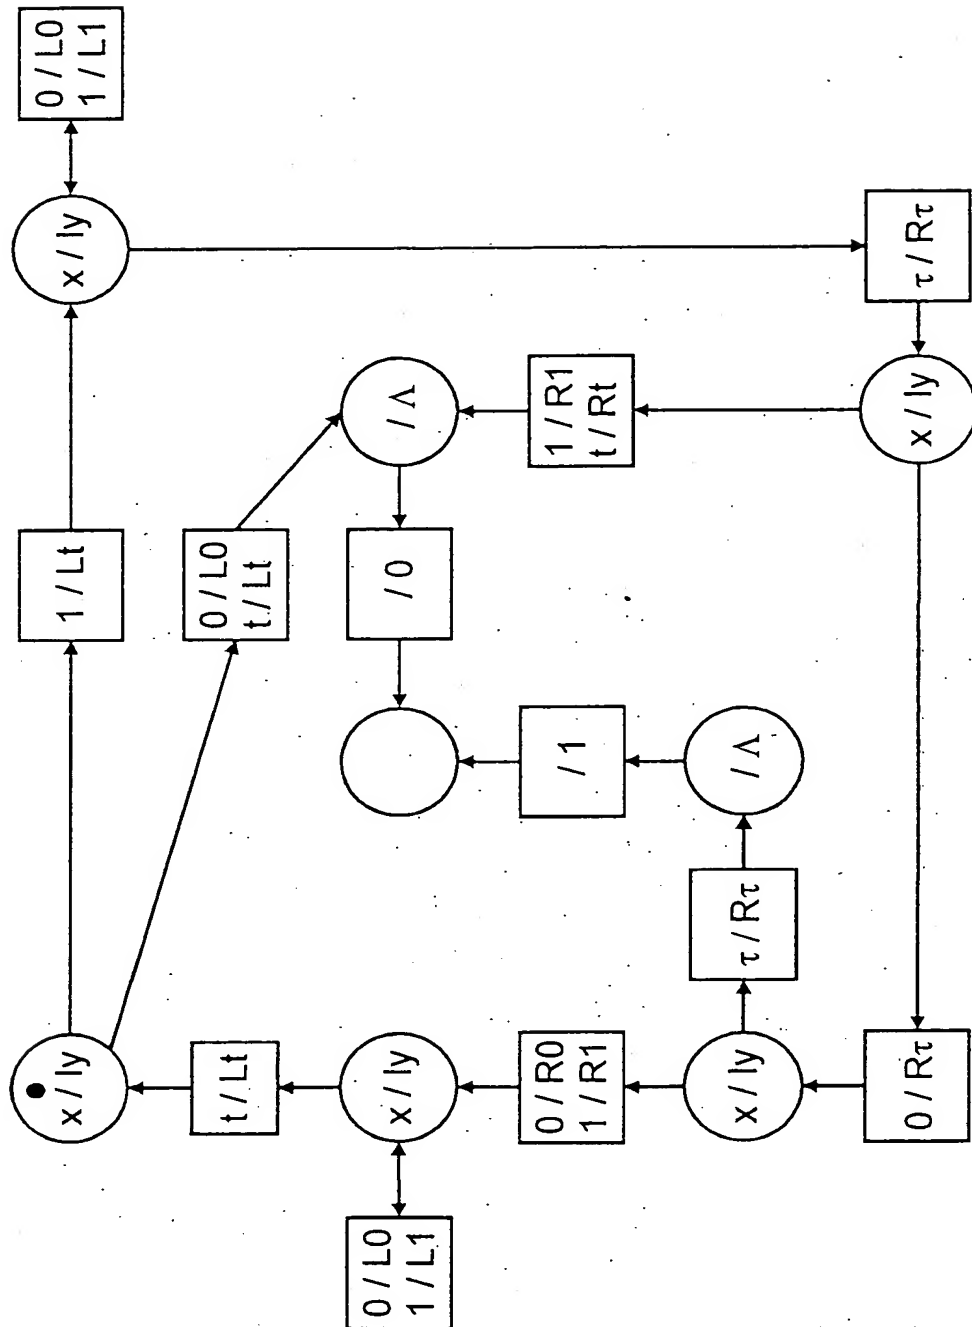 x / ly
1 / Lt
x / ly
0 / L0
1 / L1
t / Lt
0 / L0
t / Lt
0 / L0
1 / L1
x / ly
/ 0
/ Λ
0 / R0
1 / R1
/ 1
1 / R1
t / Rt
x / ly
τ / Rτ
/ Λ
0 / Rτ
x / ly
τ / Rτ